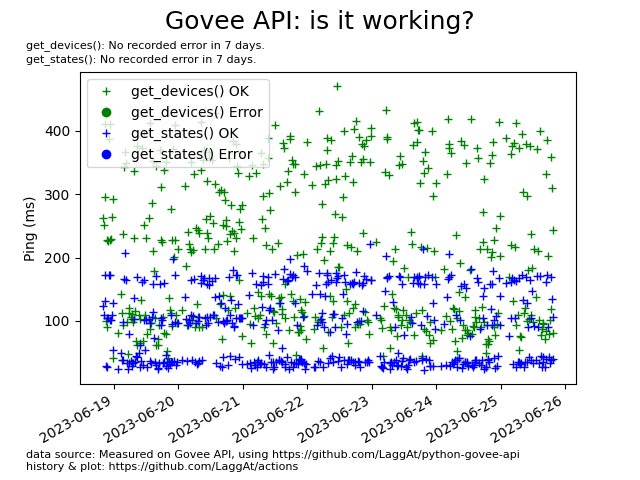 Govee API: is it working?
get_devices(): No recorded error in 7 days.
get_states(): No recorded error in 7 days.
get_devices() OK
get_devices() Error
get_states() OK
get_states() Error
Ping (ms)
400
300
200
100
2023-06-19
2023-06-20
2023-06-21
2023-06-22
2023-06-23
2023-06-24
2023-06-25
2023-06-26
data source: Measured on Govee API, using https://github.com/LaggAt/python-govee-api
history & plot: https://github.com/LaggAt/actions